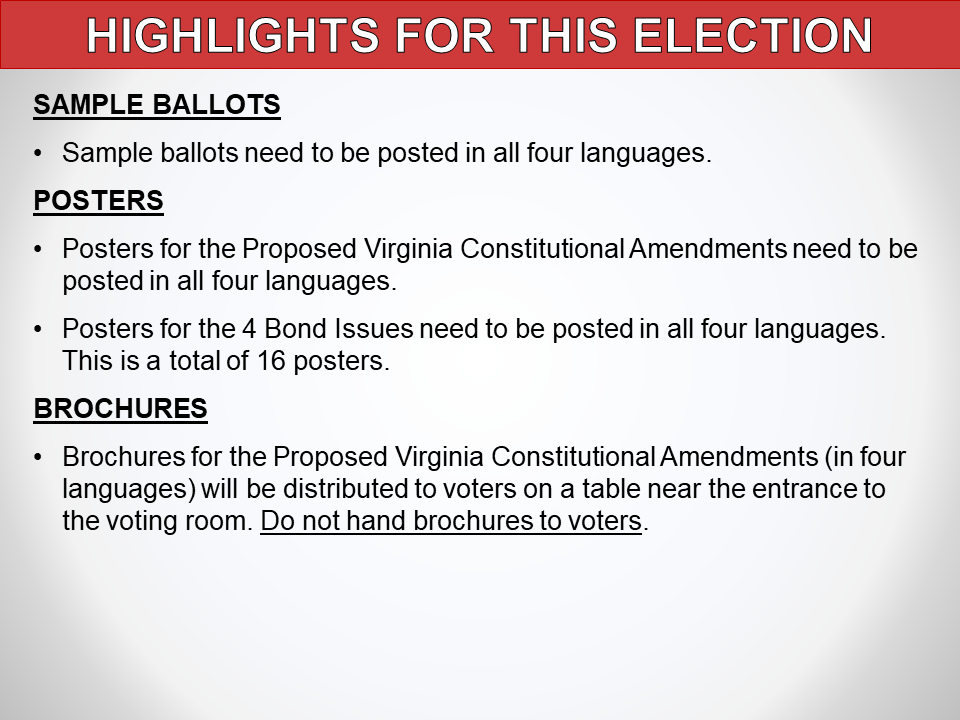 HIGHLIGHTS FOR THIS ELECTION
SAMPLE BALLOTS
• Sample ballots need to be posted in all four languages.
POSTERS
• Posters for the Proposed Virginia Constitutional Amendments need to be
posted in all four languages.
• Posters for the 4 Bond Issues need to be posted in all four languages.
This is a total of 16 posters.
BROCHURES
• Brochures for the Proposed Virginia Constitutional Amendments (in four
languages) will be distributed to voters on a table near the entrance to
the voting room. Do not hand brochures to voters.